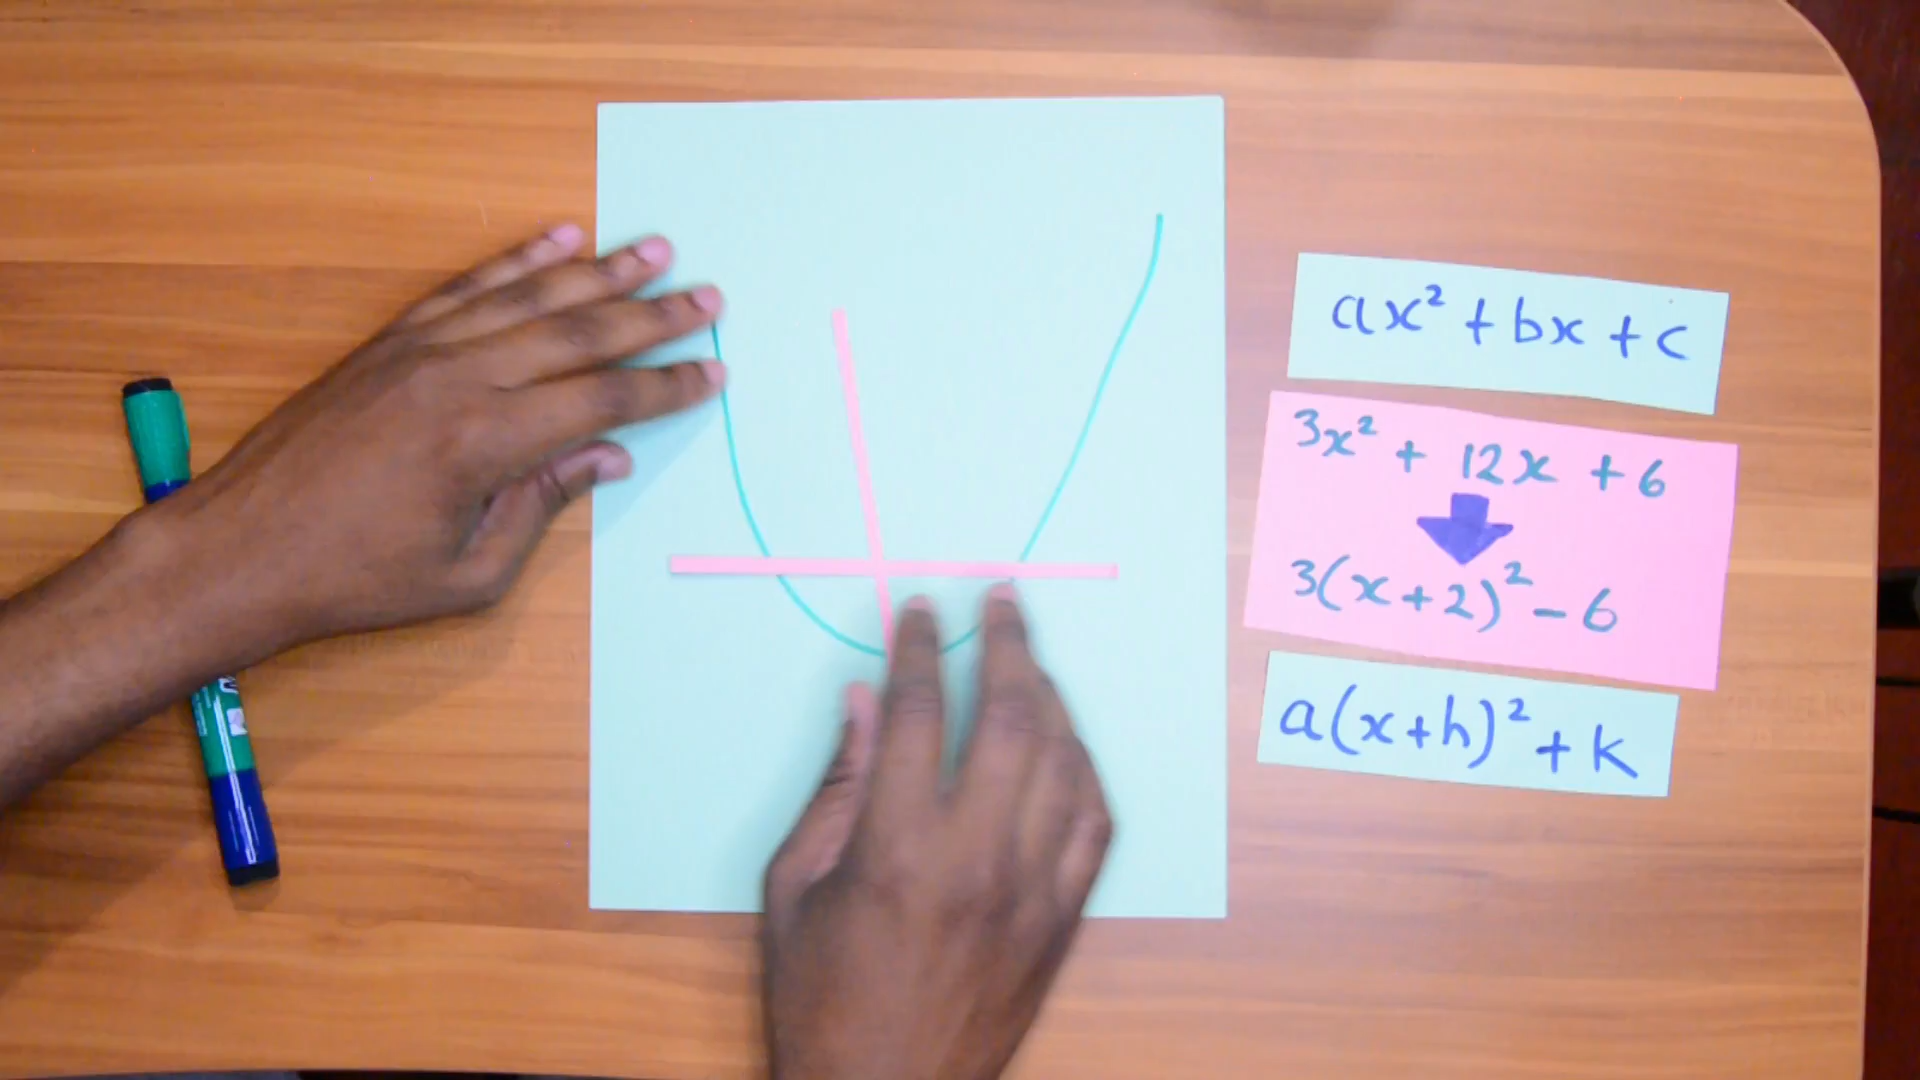 ax² + bx + c
3x² + 12x + 6
3(x+2)² - 6
a(x+h)² + k